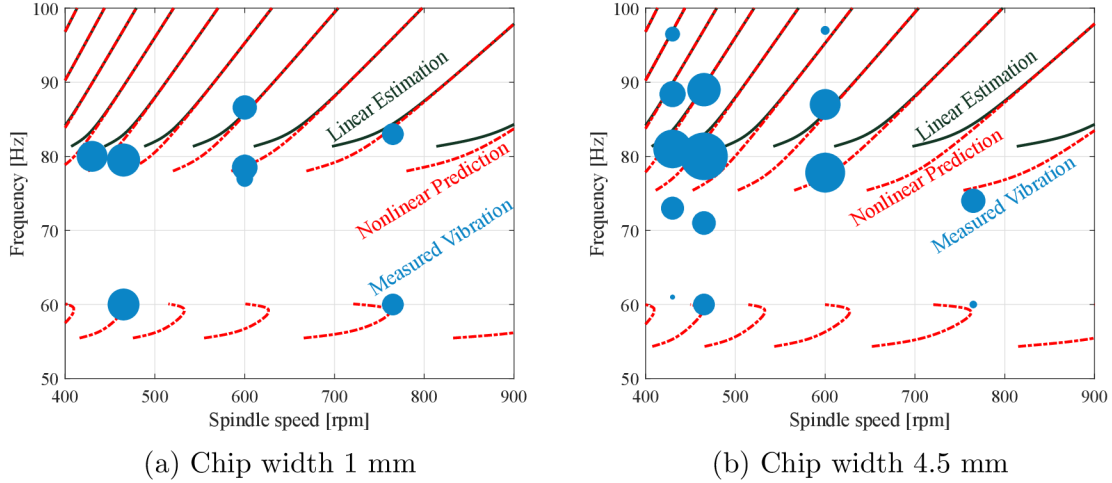 100
90
80
70
60
50
Frequency [Hz]
Linear Estimation
Nonlinear Prediction
Measured Vibration
400 500 600 700 800 900
Spindle speed [rpm]
(a) Chip width 1 mm
100
90
80
70
60
50
Frequency [Hz]
Linear Estimation
Nonlinear Prediction
Measured Vibration
400 500 600 700 800 900
Spindle speed [rpm]
(b) Chip width 4.5 mm